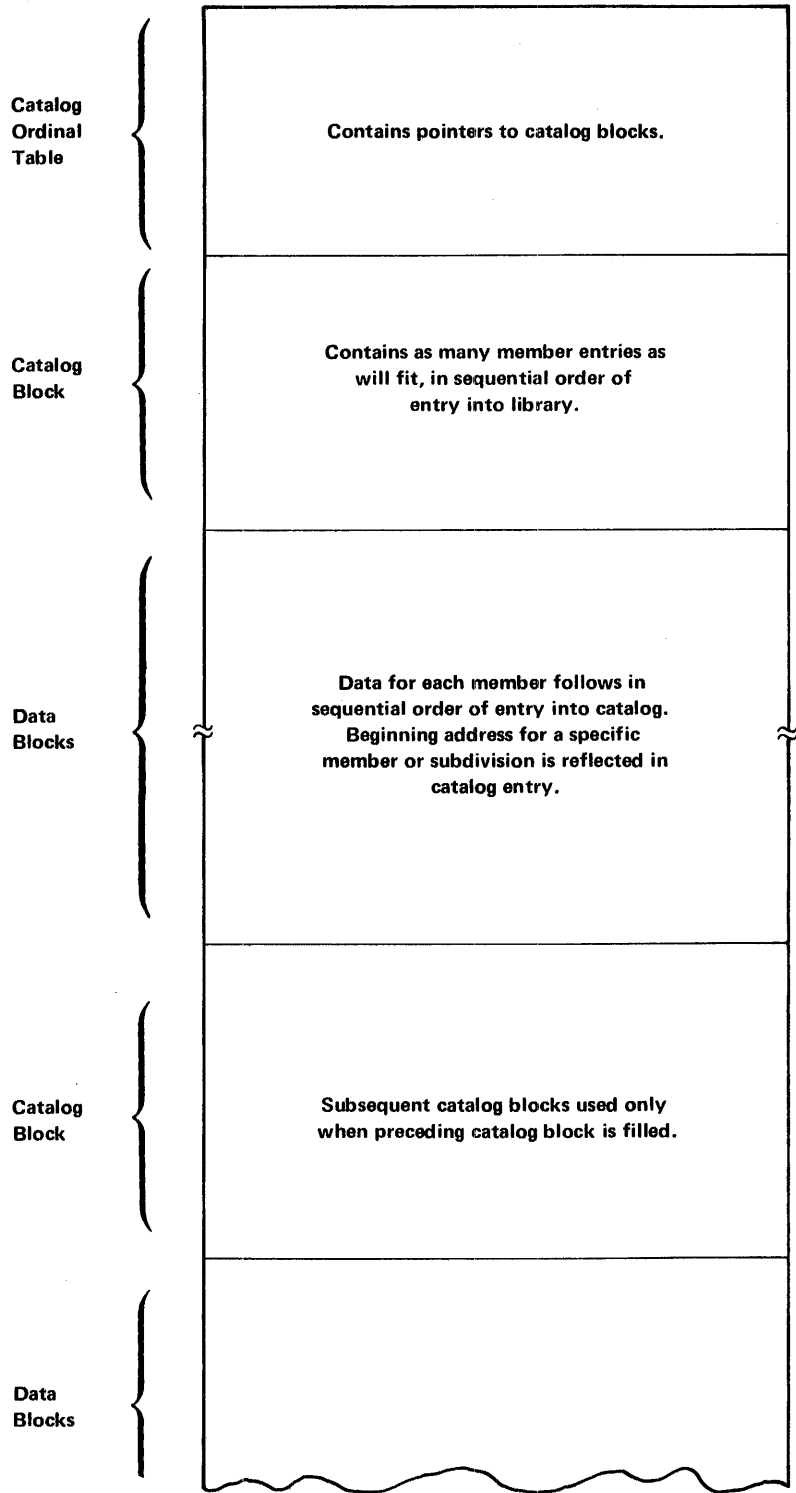 Catalog
Ordinal
Table
Contains pointers to catalog blocks.
Catalog
Block
Contains as many member entries as
will fit, in sequential order of
entry into library.
Data
Blocks
Data for each member follows in
sequential order of entry into catalog.
Beginning address for a specific
member or subdivision is reflected in
catalog entry.
Catalog
Block
Subsequent catalog blocks used only
when preceding catalog block is filled.
Data
Blocks